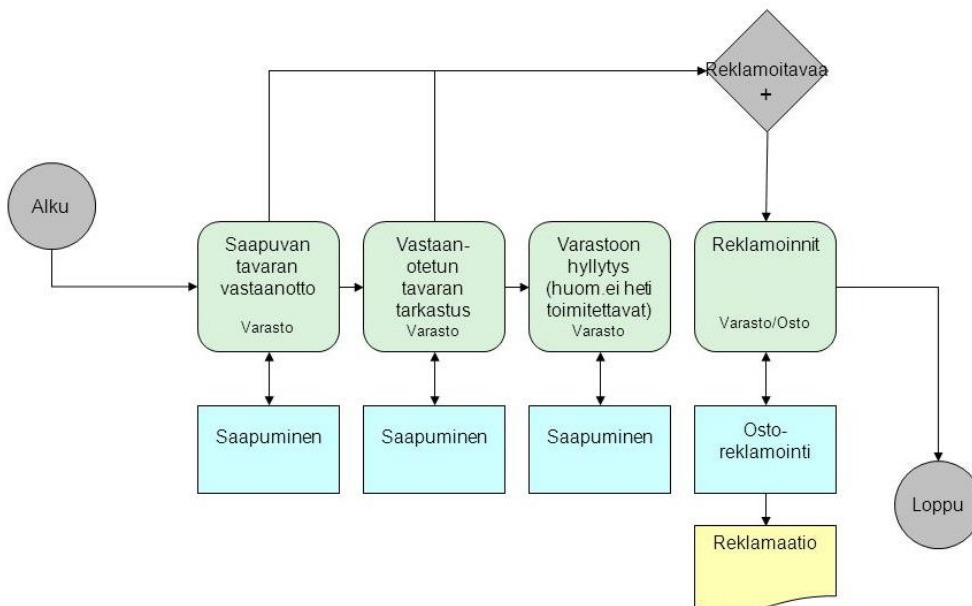 Reklamoitavaa
+
Alku
Saapuvan
tavaran
vastaanotto
Varasto
Vastaan-
otetun
tavaran
tarkastus
Varasto
Varastoon
hyllytys
(huom ei heti
toimitettavat)
Varasto
Reklamoinnit
Varasto/Osto
Saapuminen
Saapuminen
Saapuminen
Osto-
reklamointi
Loppu
Reklamaatio